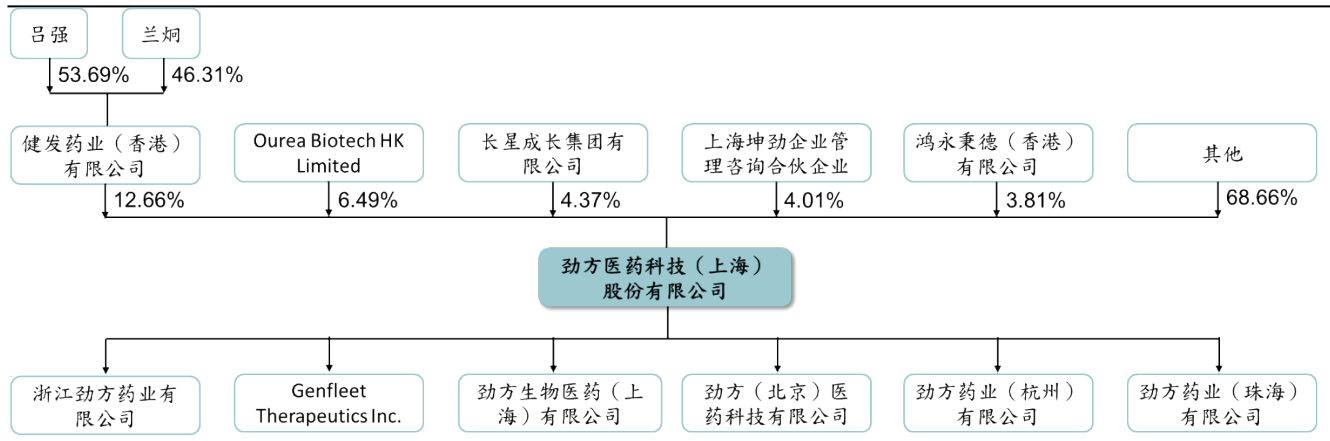 吕强
兰炯
53.69%
46.31%
健发药业（香港）
有限公司
Ourea Biotech HK
Limited
长星成长集团有
限公司
上海坤劲企业管
理咨询合伙企业
鸿永秉德（香港）
有限公司
其他
12.66%
6.49%
4.37%
4.01%
3.81%
68.66%
劲方医药科技（上海）
股份有限公司
浙江劲方药业有
限公司
Genfleet
Therapeutics Inc.
劲方生物医药（上
海）有限公司
劲方（北京）医
药科技有限公司
劲方药业（杭州）
有限公司
劲方药业（珠海）
有限公司